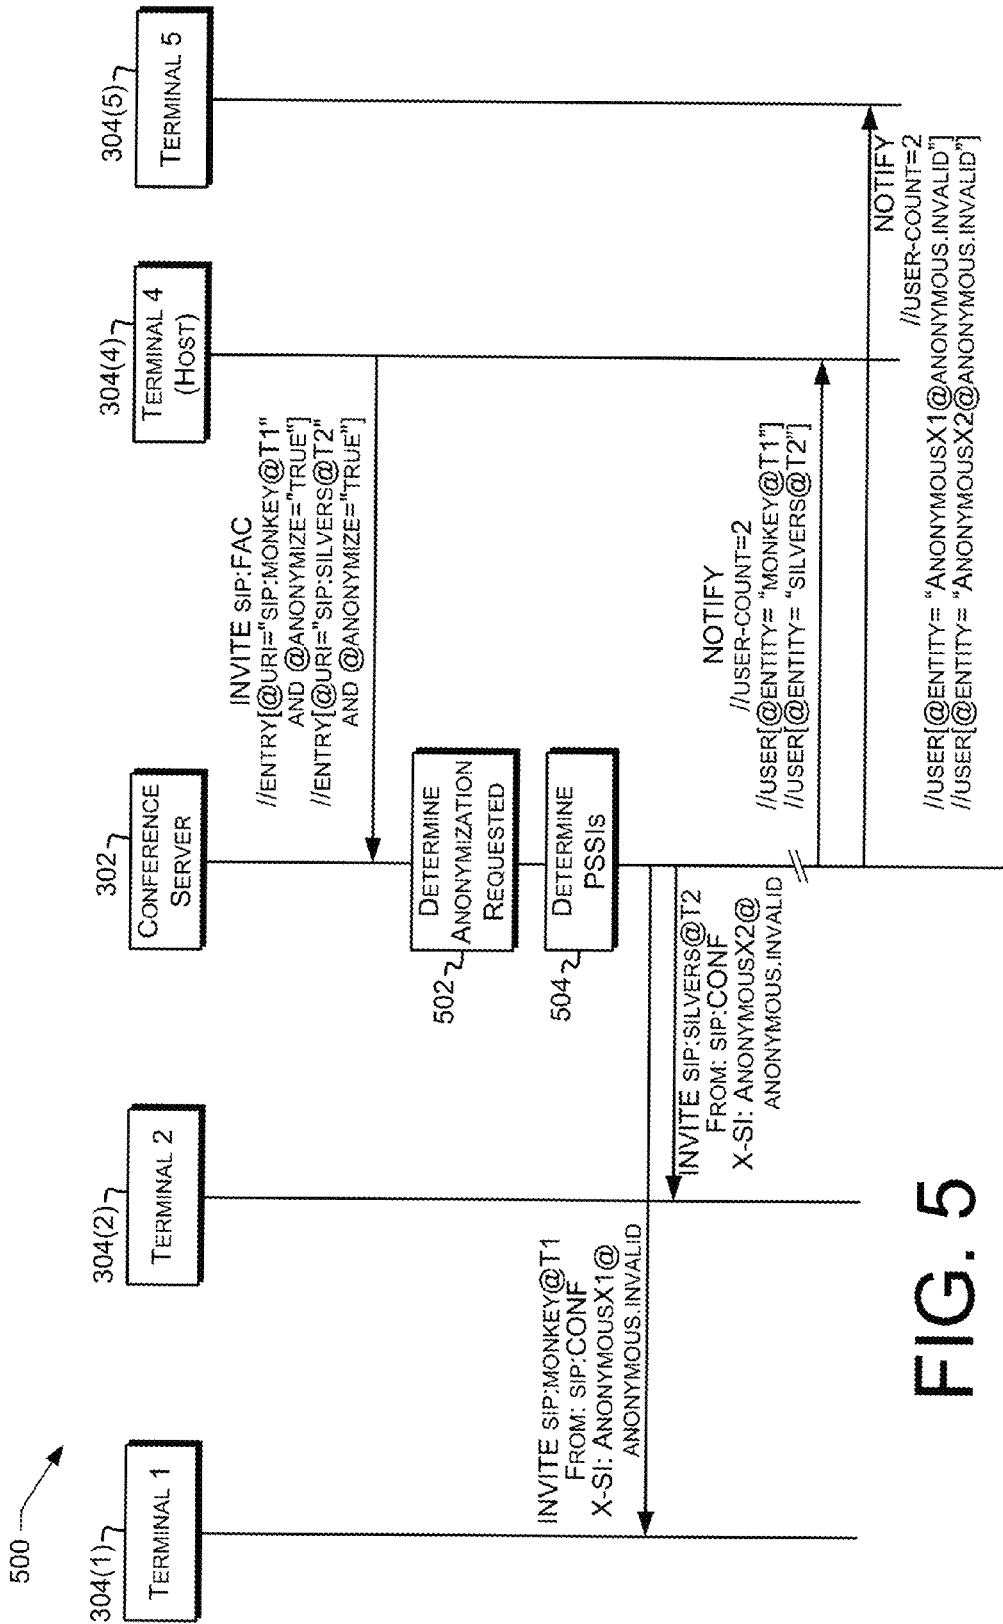 500
304(1)
TERMINAL 1
304(2)
TERMINAL 2
302
CONFERENCE
SERVER
304(4)
TERMINAL 4
(HOST)
304(5)
TERMINAL 5
INVITE SIP:FAC
//ENTRY[@URI="SIP:MONKEY@T1"
AND @ANONYMIZE="TRUE"]
//ENTRY[@URI="SIP:SILVERS@T2"
AND @ANONYMIZE="TRUE"]
DETERMINE
ANONYMIZATION
REQUESTED
502
DETERMINE
PSSIS
504
INVITE SIP:MONKEY@T1
FROM: SIP:CONF
X-SI: ANONYMOUSX1@
ANONYMOUS.INVALID
INVITE SIP:SILVERS@T2
FROM: SIP:CONF
X-SI: ANONYMOUSX2@
ANONYMOUS.INVALID
NOTIFY
//USER-COUNT=2
//USER[@ENTITY= "MONKEY@T1"]
//USER[@ENTITY= "SILVERS@T2"]
NOTIFY
//USER-COUNT=2
//USER[@ENTITY= "ANONYMOUSX1@ANONYMOUS.INVALID"]
//USER[@ENTITY= "ANONYMOUSX2@ANONYMOUS.INVALID"]
FIG. 5